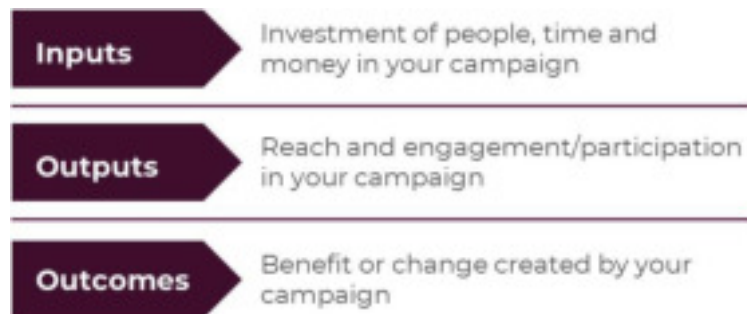 Inputs
Investment of people, time and
money in your campaign
Outputs
Reach and engagement/participation
in your campaign
Outcomes
Benefit or change created by your
campaign